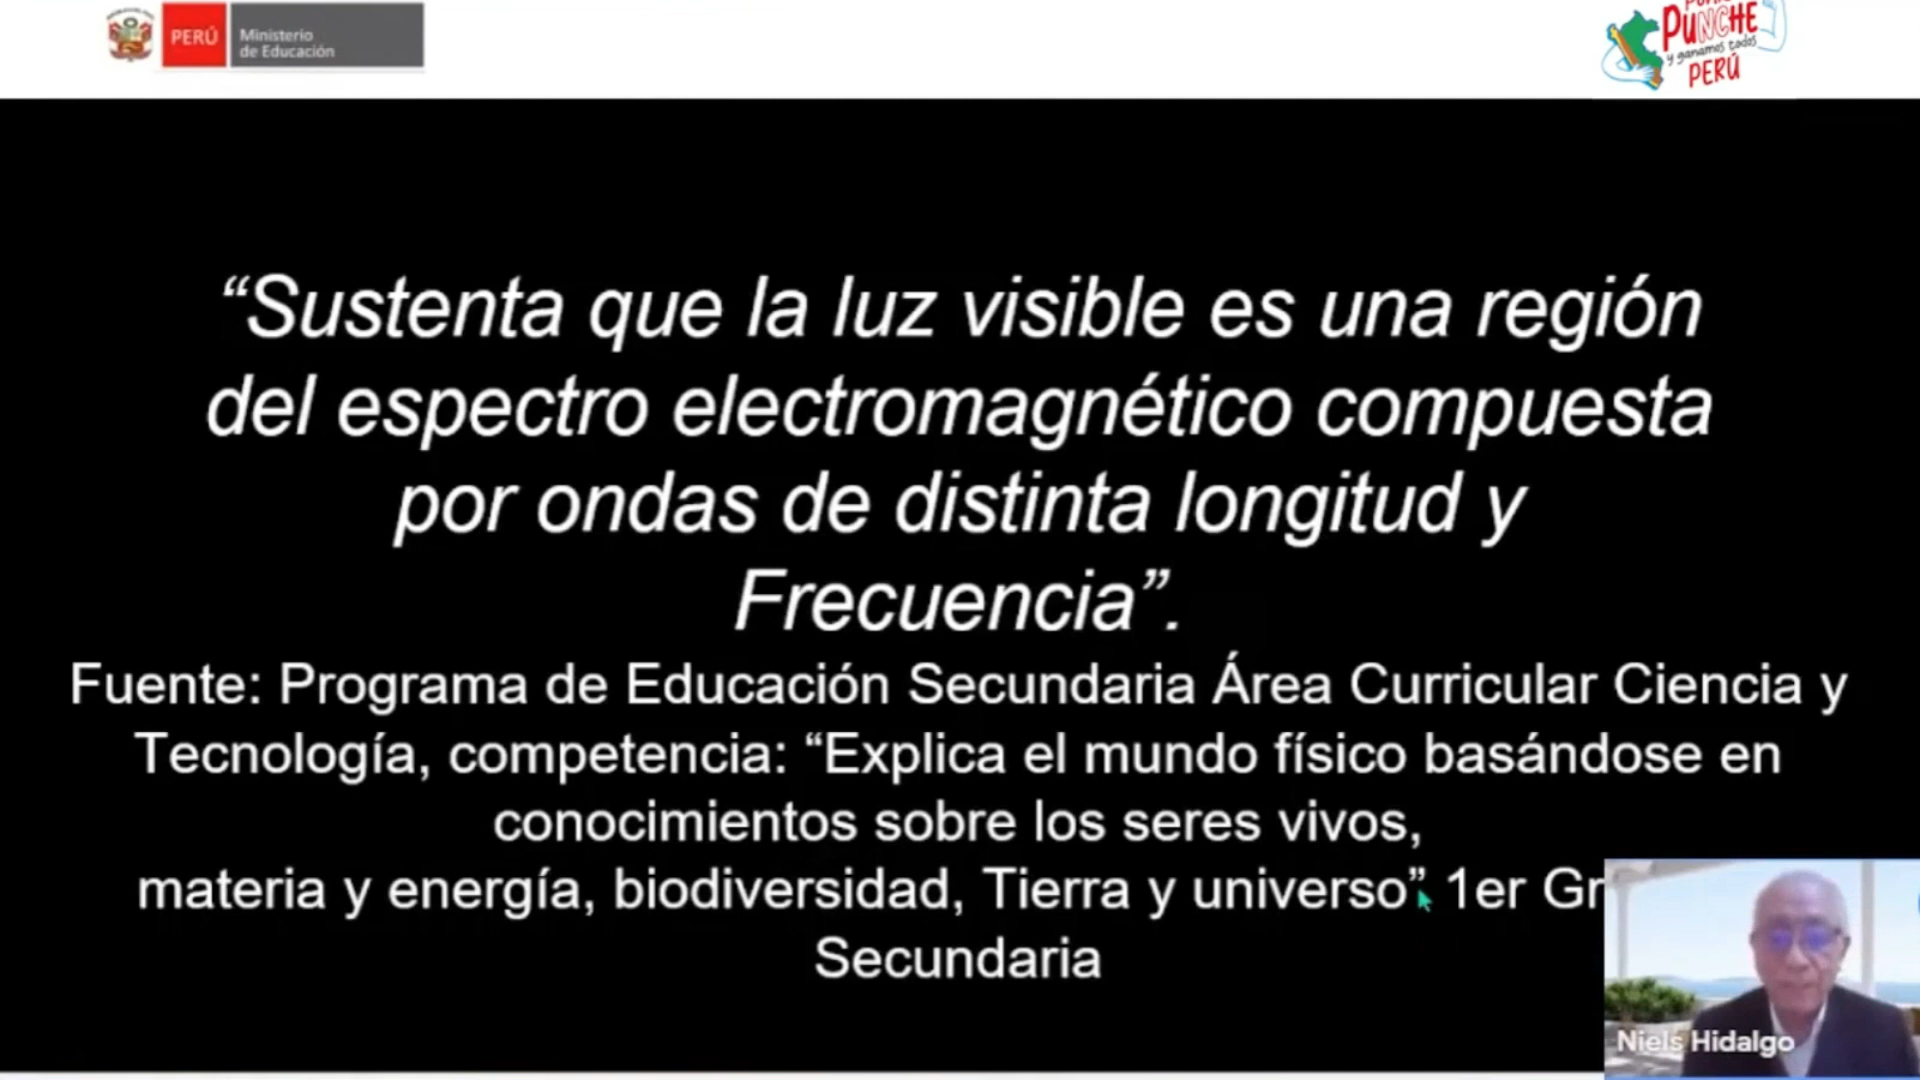 PERÚ
Ministerio
de Educación
PUNCHE
y ganamos todos
PERÚ
“Sustenta que la luz visible es una región
del espectro electromagnético compuesta
por ondas de distinta longitud y
Frecuencia”.
Fuente: Programa de Educación Secundaria Área Curricular Ciencia y
Tecnología, competencia: “Explica el mundo físico basándose en
conocimientos sobre los seres vivos,
materia y energía, biodiversidad, Tierra y universo” 1er Gr
Secundaria
Niels Hidalgo